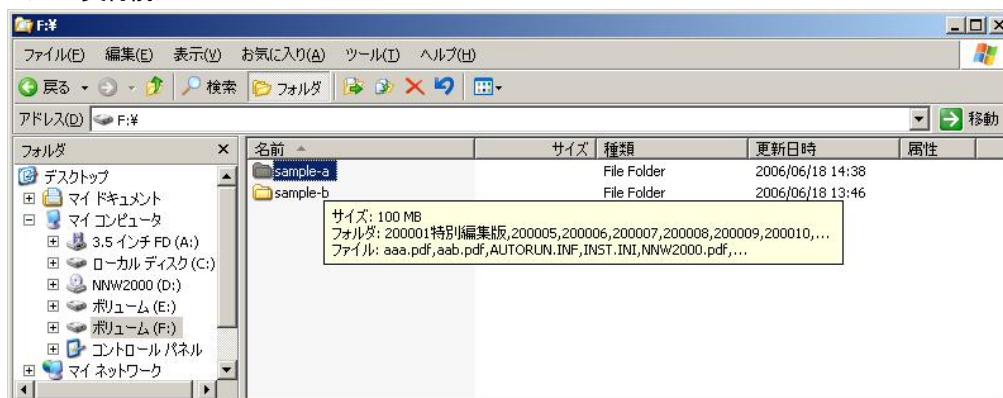 F:¥
ファイル(F) 編集(E) 表示(V) お気に入り(A) ツール(T) ヘルプ(H)
戻る 検索 フォルダ
アドレス(D) F:¥ 移動
フォルダ × 名前 サイズ 種類 更新日時 属性
デスクトップ sample-a File Folder 2006/06/18 14:38
マイ ドキュメント sample-b File Folder 2006/06/18 13:46
マイ コンピュータ サイズ: 100 MB
3.5 インチ FD (A:) フォルダ: 200001特別編集版,200005,200006,200007,200008,200009,200010,...
ローカル ディスク (C:) ファイル: aaa.pdf,aab.pdf,AUTORUN.INF,INST.INI,NNW2000.pdf,...
NNW2000 (D:)
ボリューム (E:)
ボリューム (F:)
コントロール パネル
マイ ネットワーク